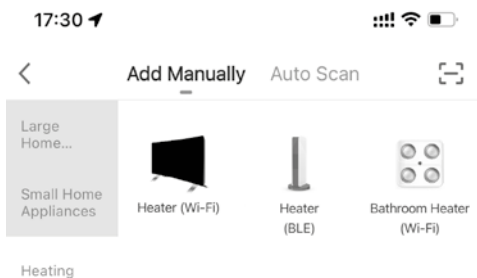 17:30
Add Manually Auto Scan
Large
Home...
Small Home
Appliances
Heating
Heater (Wi-Fi)
Heater
(BLE)
Bathroom Heater
(Wi-Fi)